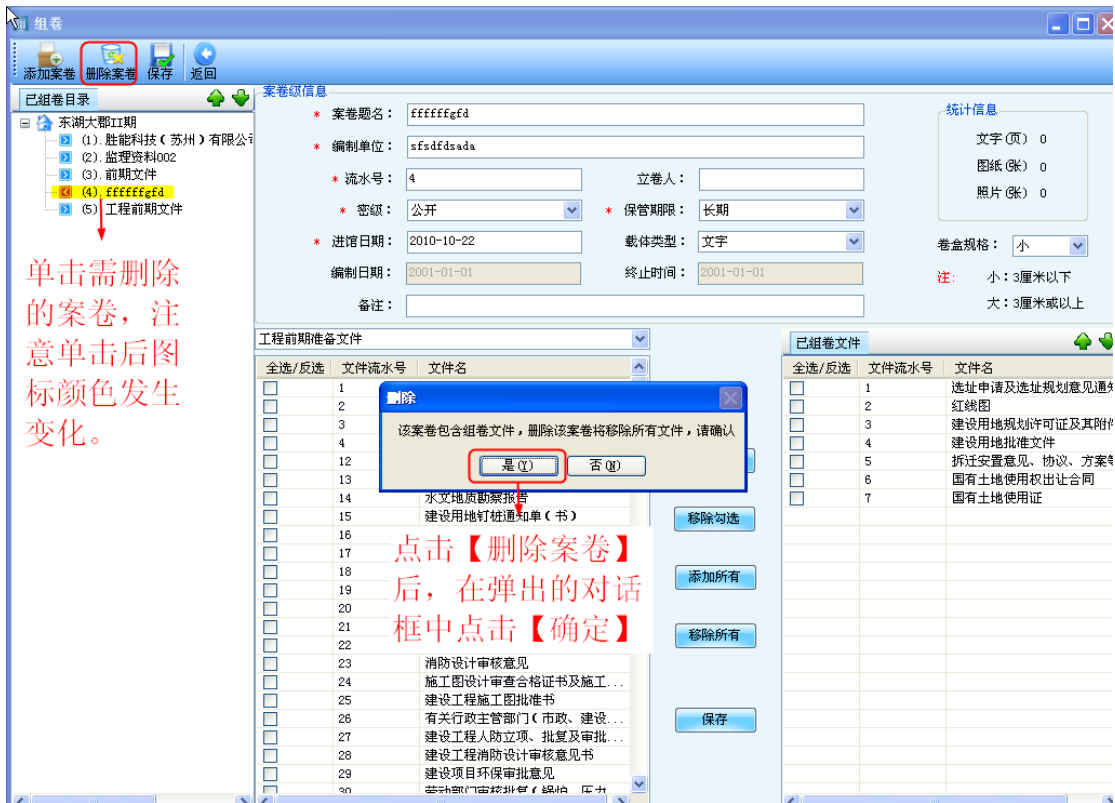 组卷
添加案卷 删除案卷 保存 返回
已组卷目录
东湖大郡II期
(1).胜能科技(苏州)有限公
(2).监理资料002
(3).前期文件
(4).ffffffgfd
(5).工程前期文件
单击需删除
的案卷，注
意单击后图
标颜色发生
变化。
案卷级信息
* 案卷题名： ffffffgfd
* 编制单位： sfsdfdsada
* 流水号： 4 立卷人：
* 密级： 公开 * 保管期限： 长期
* 进馆日期： 2010-10-22 载体类型： 文字
编制日期： 2001-01-01 终止时间： 2001-01-01
备注：
统计信息
文字(页) 0
图纸(张) 0
照片(张) 0
卷盒规格： 小
注: 小：3厘米以下
大：3厘米或以上
工程前期准备文件
全选/反选 文件流水号 文件名
1
2
3
4
12
13
14 水文地质勘察报告
15 建设用地钉桩通知单(书)
16
17
18
19
20
21
22
23 消防设计审核意见
24 施工图设计审查合格证书及施工...
25 建设工程施工图批准书
26 有关行政主管部门(市政、建设...
27 建设工程人防立项、批复及审批...
28 建设工程消防设计审核意见书
29 建设项目环保审批意见
30 劳动部门审核批复(锅炉、压力
删除
该案卷包含组卷文件，删除该案卷将移除所有文件，请确认
是(Y) 否(N)
点击【删除案卷】
后，在弹出的对话
框中点击【确定】
移除勾选
添加所有
移除所有
保存
已组卷文件
全选/反选 文件流水号 文件名
1 选址申请及选址规划意见通知
2 红线图
3 建设用地规划许可证及其附件
4 建设用地批准文件
5 拆迁安置意见、协议、方案等
6 国有土地使用权出让合同
7 国有土地使用证